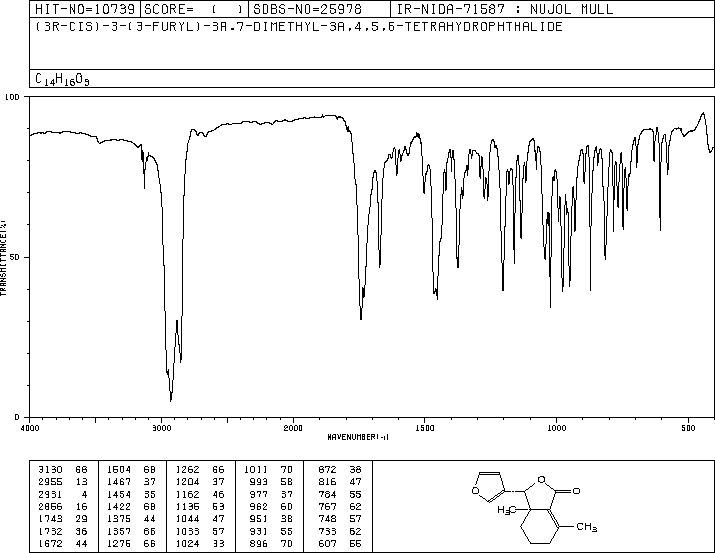 HIT-NO=10739 SCORE= ( ) SDBS-NO=25978 IR-NIDA-71587 : NUJOL MULL
(3R-CIS)-3-(3-FURYL)-3A,7-DIMETHYL-3A,4,5,6-TETRAHYDROPHTHALIDE
C14H16O3
100
50
0
TRANSMITTANCE(%)
4000 3000 2000 1500 1000 500
WAVENUMBER(-1)
3130 68 1504 68 1262 66 1011 70 872 38
2955 13 1467 37 1204 37 993 58 816 47
2931 4 1454 35 1162 46 977 37 784 55
2866 16 1422 68 1136 53 962 60 767 62
1743 29 1375 44 1044 47 951 38 748 57
1732 36 1357 66 1033 57 931 55 733 62
1672 44 1276 66 1024 33 896 70 607 55
O
O
O
H3C
CH3